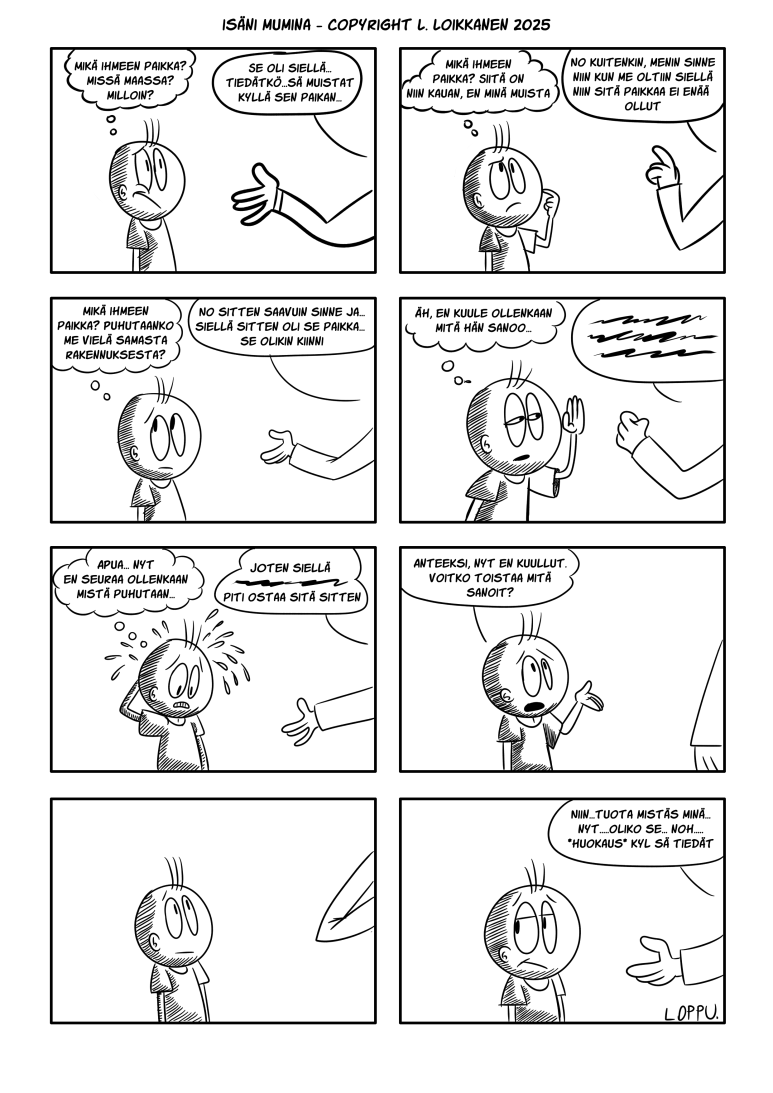 ISÄNI MUMINA - COPYRIGHT L. LOIKKANEN 2025
MIKÄ IHMEEN PAIKKA?
MISSÄ MAASSA?
MILLOIN?
SE OLI SIELLÄ...
TIEDÄTKÖ...SÄ MUISTAT
KYLLÄ SEN PAIKAN...
MIKÄ IHMEEN
PAIKKA? SIITÄ ON
NIIN KAUAN, EN MINÄ MUISTA
NO KUITENKIN, MENIN SINNE
NIIN KUN ME OLTIIN SIELLÄ
NIIN SITÄ PAIKKAA EI ENÄÄ
OLLUT
MIKÄ IHMEEN
PAIKKA? PUHUTAANKO
ME VIELÄ SAMASTA
RAKENNUKSESTA?
NO SITTEN SAAVUIN SINNE JA...
SIELLÄ SITTEN OLI SE PAIKKA...
SE OLIKIN KIINNI
ÄH, EN KUULE OLLENKAAN
MITÄ HÄN SANOO...
APUA... NYT
EN SEURAA OLLENKAAN
MISTÄ PUHUTAAN...
JOTEN SIELLÄ
PITI OSTAA SITÄ SITTEN
ANTEEKSI, NYT EN KUULLUT.
VOITKO TOISTAA MITÄ
SANOIT?
NIIN...TUOTA MISTÄS MINÄ...
NYT.....OLIKO SE... NOH.....
*HUOKAUS* KYL SÄ TIEDÄT
LOPPU.